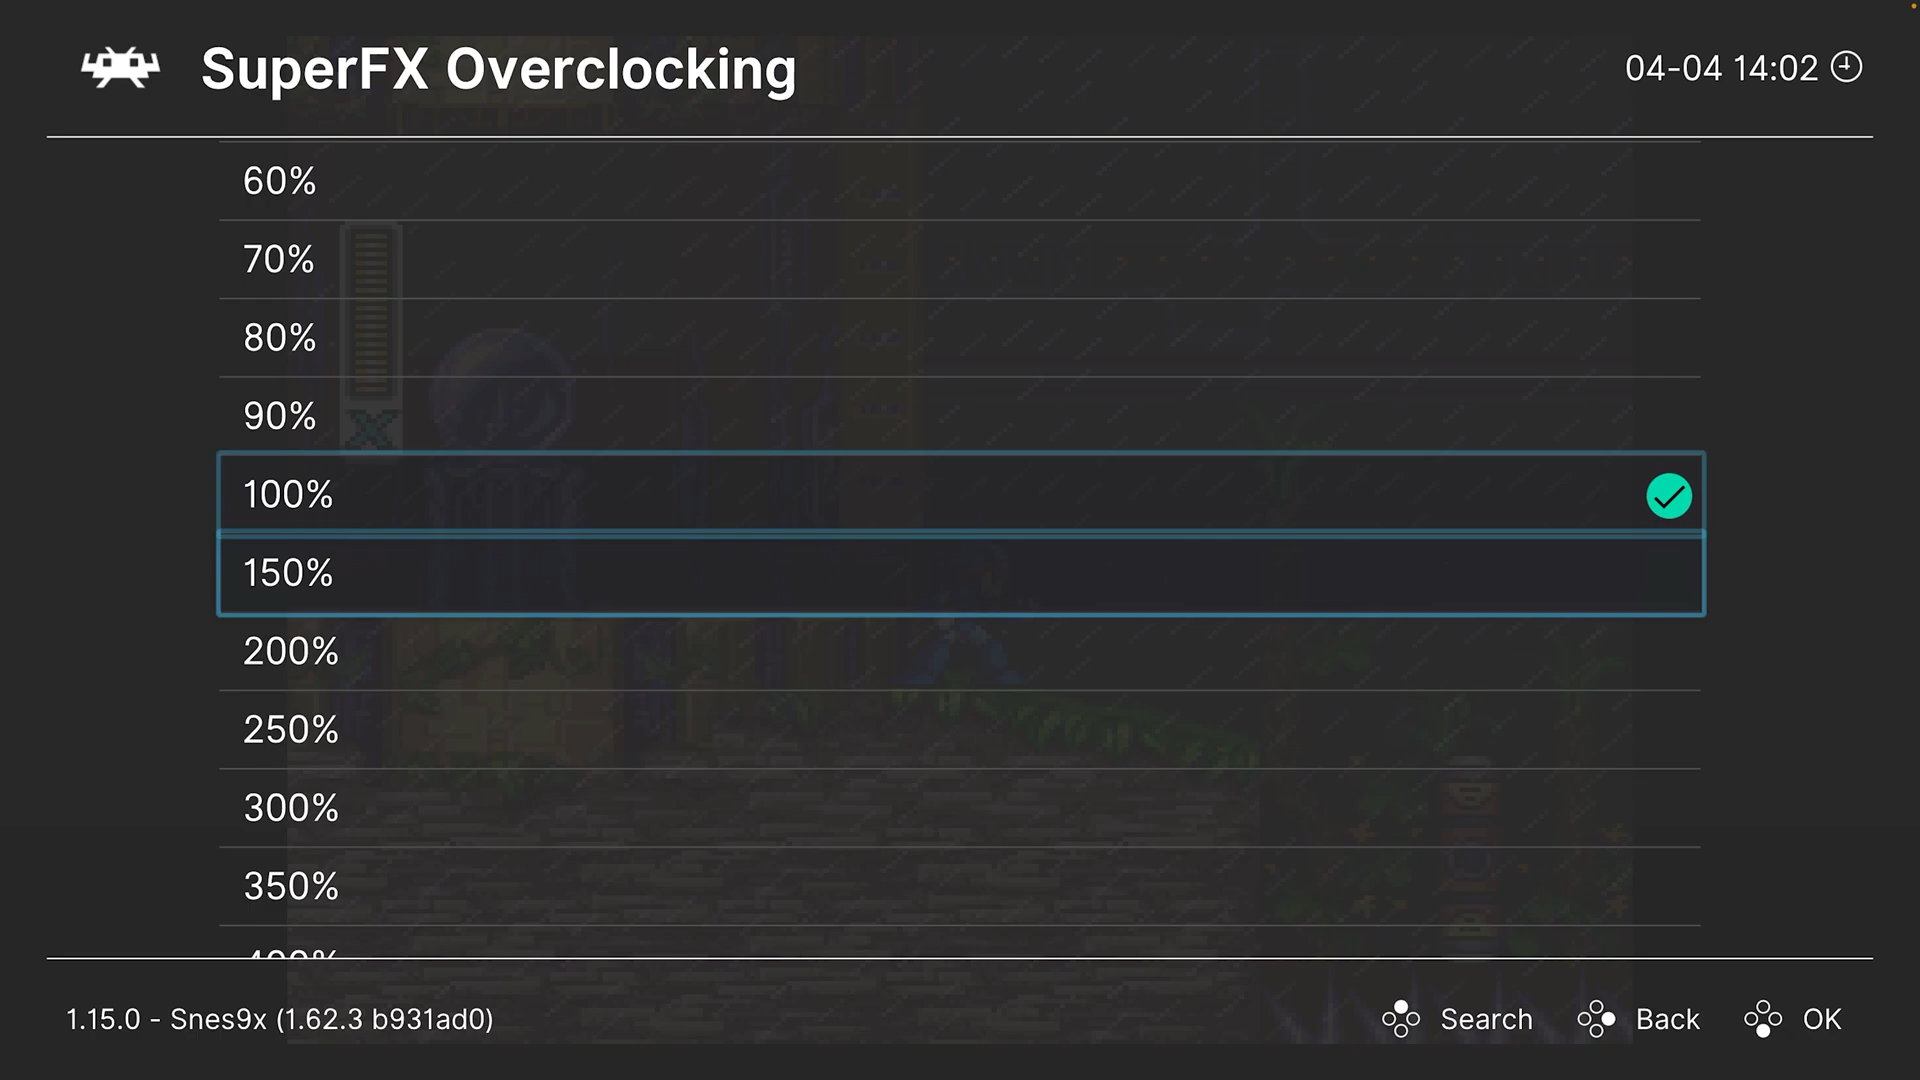 SuperFX Overclocking
04-04 14:02
60%
70%
80%
90%
100%
150%
200%
250%
300%
350%
400%
1.15.0 - Snes9x (1.62.3 b931ad0)
Search
Back
OK